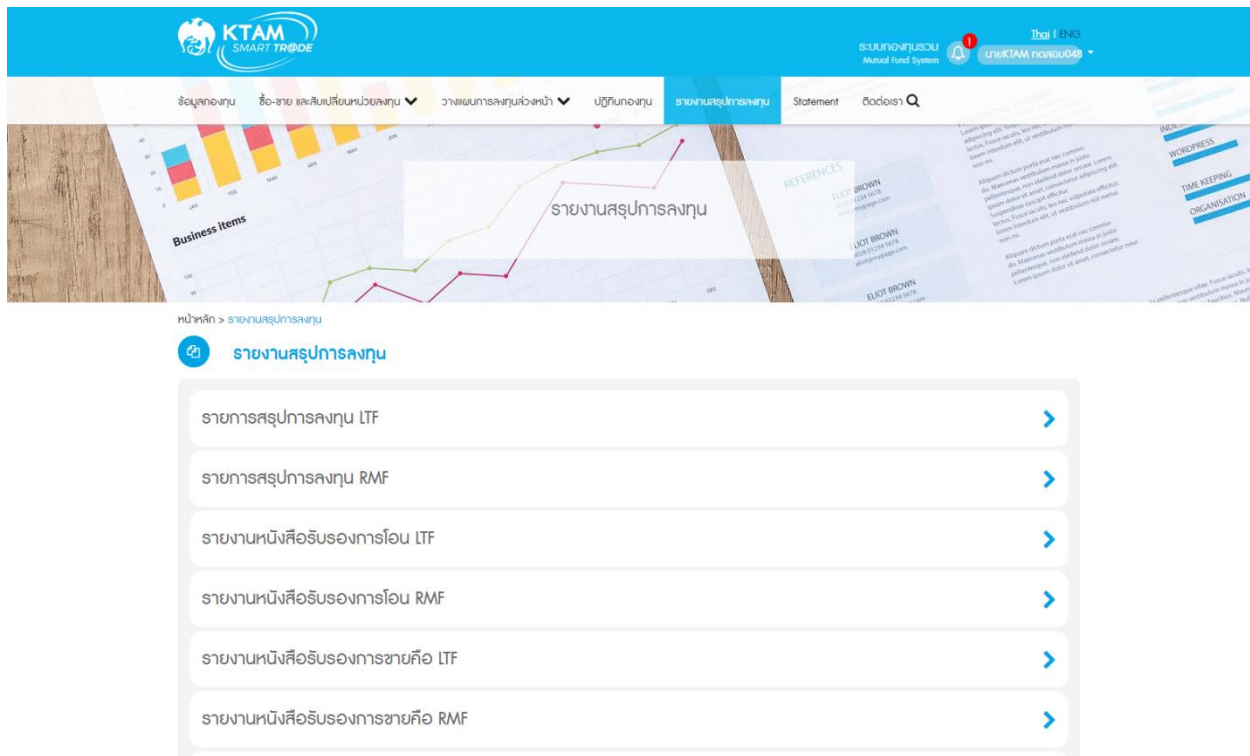 KTAM
SMART TR@DE
ระบบกองทุนรวม
Mutual Fund System
1
Thai | ENG
นายKTAM ทดสอบ048
ข้อมูลกองทุน ซื้อ-ขาย และสับเปลี่ยนหน่วยลงทุน วางแผนการลงทุนล่วงหน้า ปฏิทินกองทุน รายงานสรุปการลงทุน Statement ติดต่อเรา
Business items
JAN FEB MAR APR MAY JUN
REFERENCES
ELIOT BROWN
ELIOT BROWN
ELIOT BROWN
WORDPRESS
TIME KEEPING
ORGANISATION
รายงานสรุปการลงทุน
หน้าหลัก > รายงานสรุปการลงทุน
รายงานสรุปการลงทุน
รายการสรุปการลงทุน LTF
รายการสรุปการลงทุน RMF
รายงานหนังสือรับรองการโอน LTF
รายงานหนังสือรับรองการโอน RMF
รายงานหนังสือรับรองการขายคือ LTF
รายงานหนังสือรับรองการขายคือ RMF